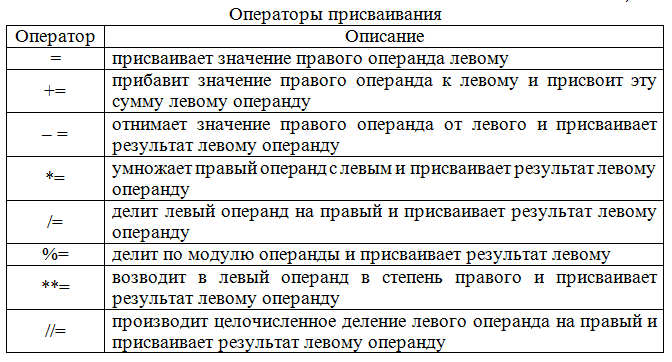 Операторы присваивания
Оператор Описание
= присваивает значение правого операнда левому
+= прибавит значение правого операнда к левому и присвоит эту
сумму левому операнду
– = отнимает значение правого операнда от левого и присваивает
результат левому операнду
*= умножает правый операнд с левым и присваивает результат левому
операнду
/= делит левый операнд на правый и присваивает результат левому
операнду
%= делит по модулю операнды и присваивает результат левому
**= возводит в левый операнд в степень правого и присваивает
результат левому операнду
//= производит целочисленное деление левого операнда на правый и
присваивает результат левому операнду